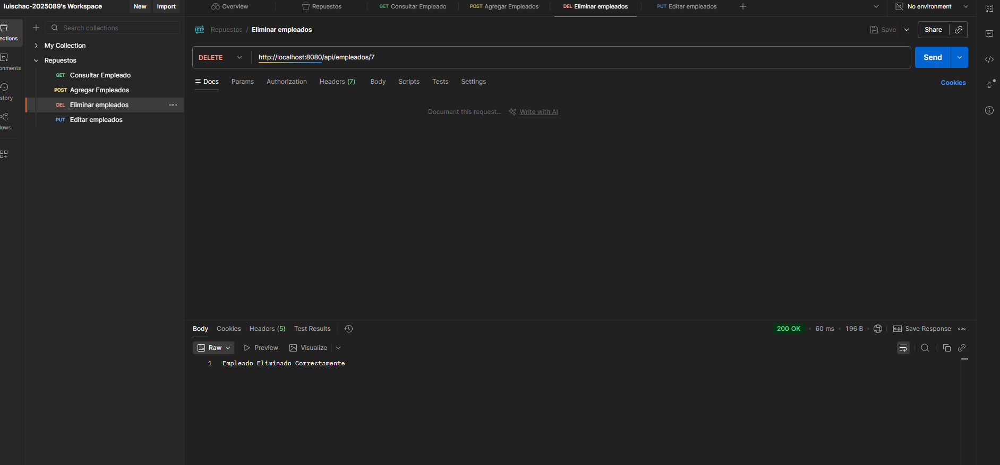 luischac-2025089's Workspace
New
Import
Overview
Repuestos
GET Consultar Empleado
POST Agregar Empleados
DEL Eliminar empleados
PUT Editar empleados
No environment
ections
onments
story
lows
Search collections
My Collection
Repuestos
GET Consultar Empleado
POST Agregar Empleados
DEL Eliminar empleados
PUT Editar empleados
HTTP
Repuestos / Eliminar empleados
Save
Share
DELETE
http://localhost:8080/api/empleados/7
Send
Docs
Params
Authorization
Headers (7)
Body
Scripts
Tests
Settings
Cookies
Document this request...
Write with AI
Body
Cookies
Headers (5)
Test Results
200 OK
60 ms
196 B
e.g.
Save Response
Raw
Preview
Visualize
1 Empleado Eliminado Correctamente